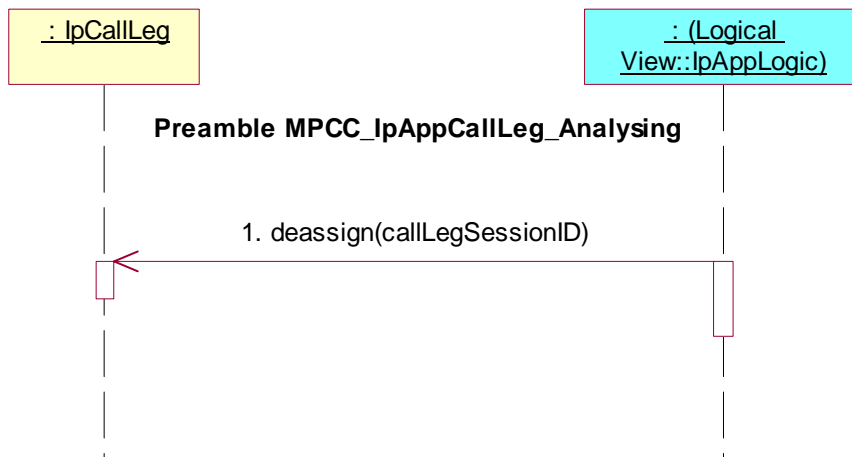 : IpCallLeg
: (Logical
View::IpAppLogic)
Preamble MPCC_IpAppCallLeg_Analysing
1. deassign(callLegSessionID)